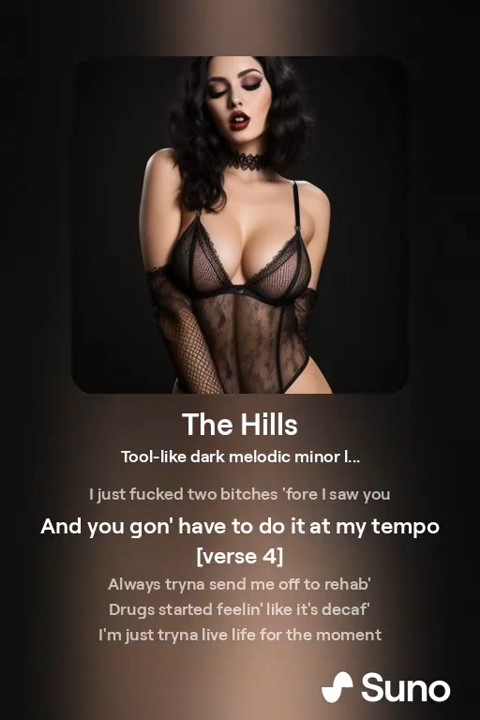 The Hills
Tool-like dark melodic minor l...
I just fucked two bitches 'fore I saw you
And you gon' have to do it at my tempo
[verse 4]
Always tryna send me off to rehab'
Drugs started feelin' like it's decaf'
I'm just tryna live life for the moment
Suno